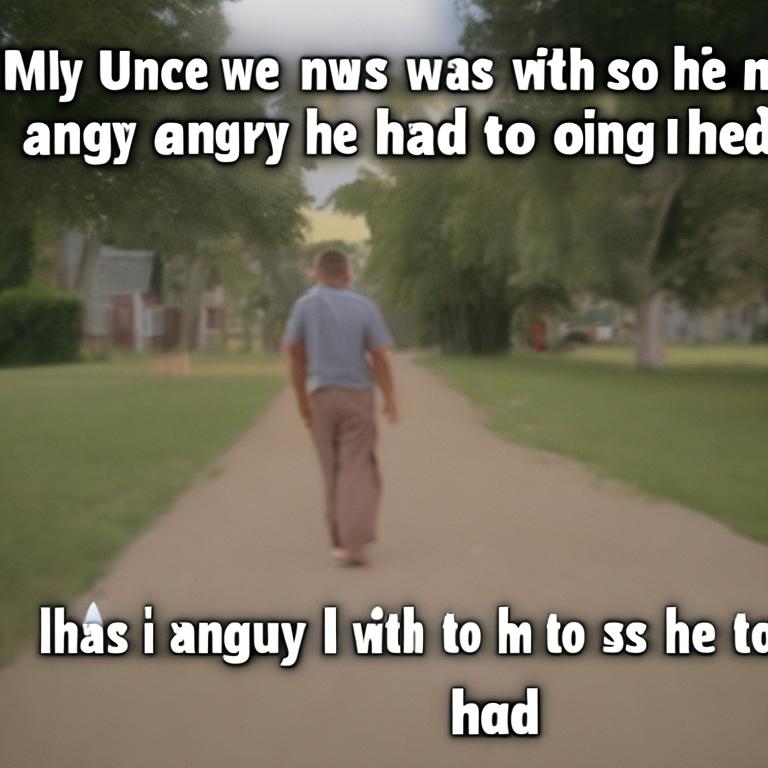 Mly Unce we nws was with so he n
angy angry he had to oing I hed
Ihas i anguy I with to m to ss he to
had